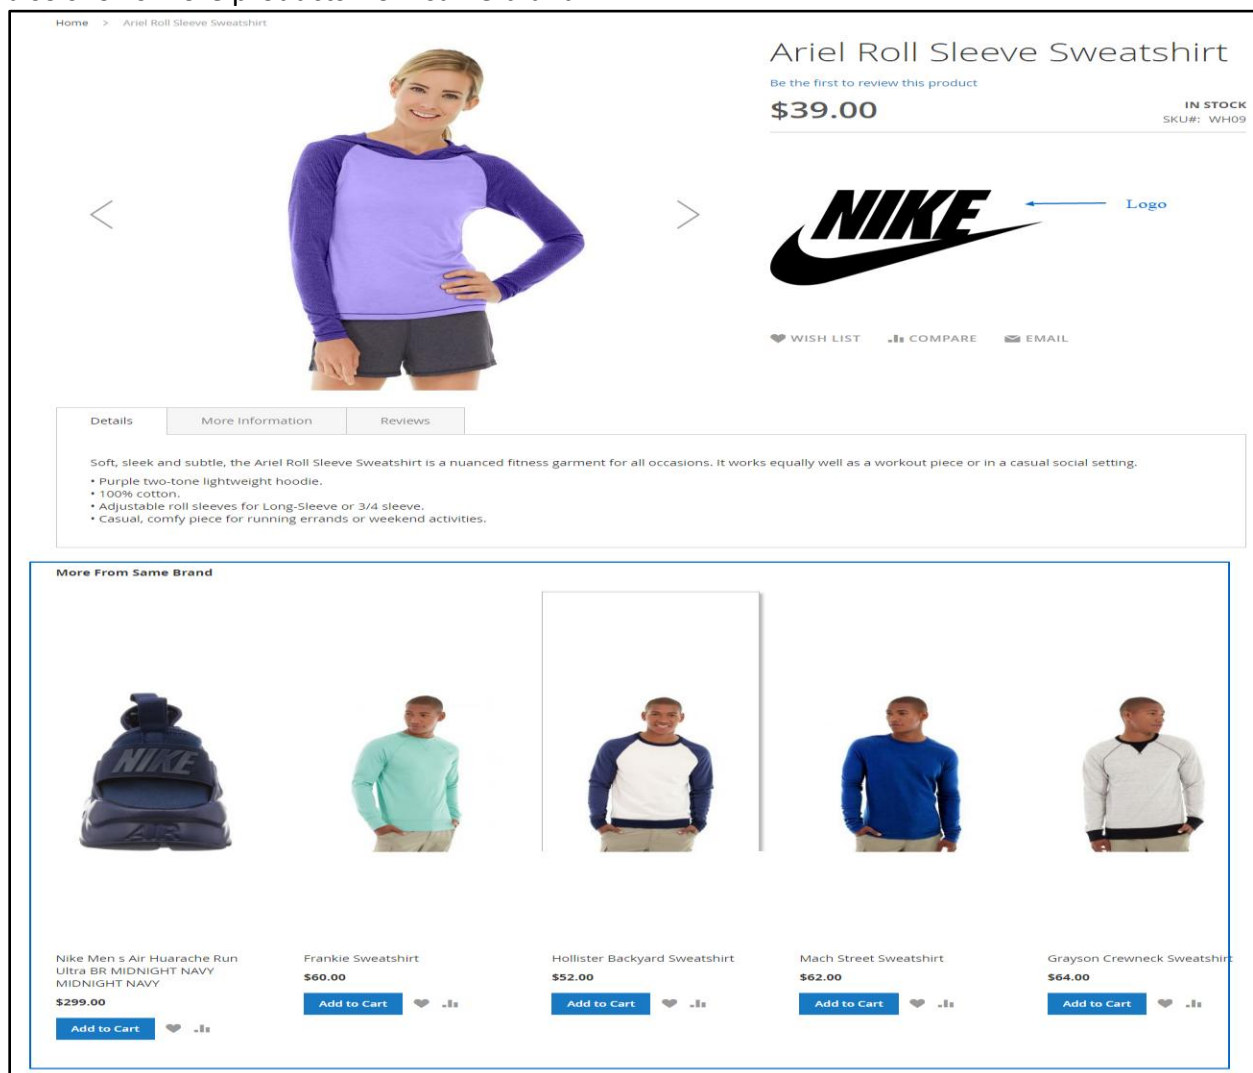 Home > Ariel Roll Sleeve Sweatshirt
Ariel Roll Sleeve Sweatshirt
Be the first to review this product
$39.00
IN STOCK
SKU#: WH09
NIKE
Logo
WISH LIST
COMPARE
EMAIL
Details
More Information
Reviews
Soft, sleek and subtle, the Ariel Roll Sleeve Sweatshirt is a nuanced fitness garment for all occasions. It works equally well as a workout piece or in a casual social setting.
• Purple two-tone lightweight hoodie.
• 100% cotton.
• Adjustable roll sleeves for Long-Sleeve or 3/4 sleeve.
• Casual, comfy piece for running errands or weekend activities.
More From Same Brand
NIKE
AIR
Nike Men s Air Huarache Run
Ultra BR MIDNIGHT NAVY
MIDNIGHT NAVY
$299.00
Add to Cart
Frankie Sweatshirt
$60.00
Add to Cart
Hollister Backyard Sweatshirt
$52.00
Add to Cart
Mach Street Sweatshirt
$62.00
Add to Cart
Grayson Crewneck Sweatshirt
$64.00
Add to Cart